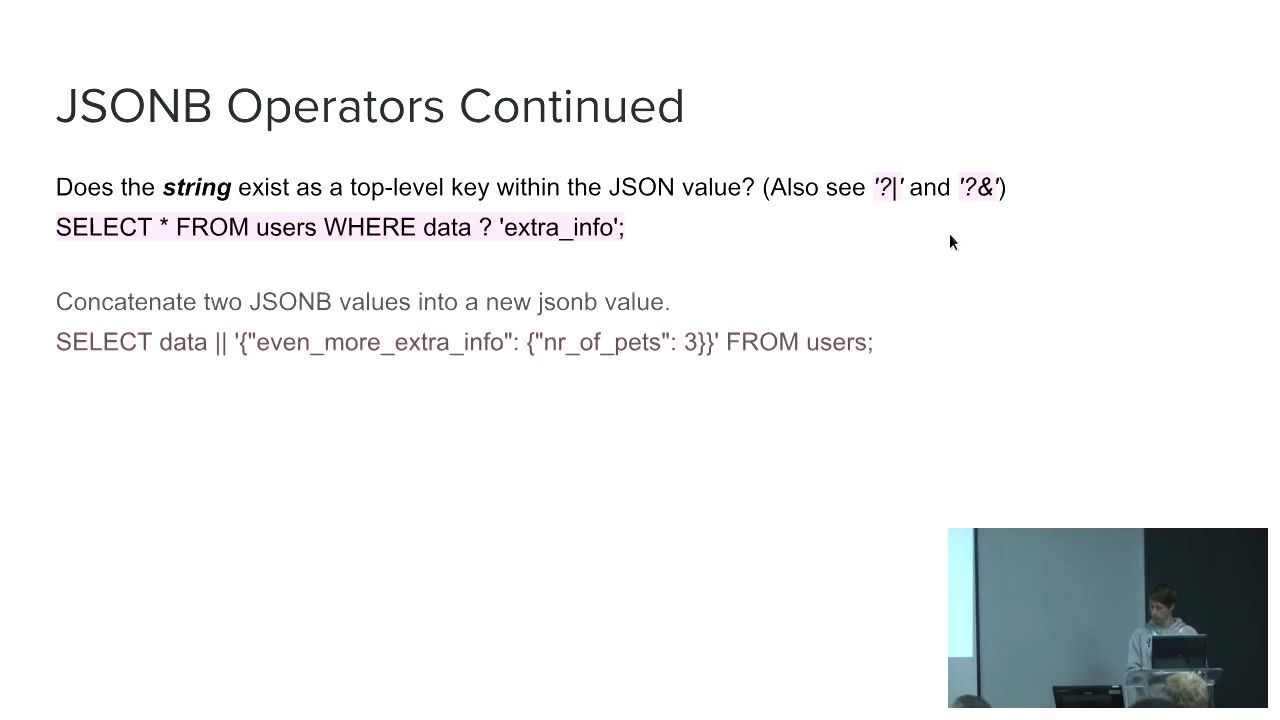 JSONB Operators Continued
Does the string exist as a top-level key within the JSON value? (Also see '?|' and '?&')
SELECT * FROM users WHERE data ? 'extra_info';
Concatenate two JSONB values into a new jsonb value.
SELECT data || '{"even_more_extra_info": {"nr_of_pets": 3}}' FROM users;